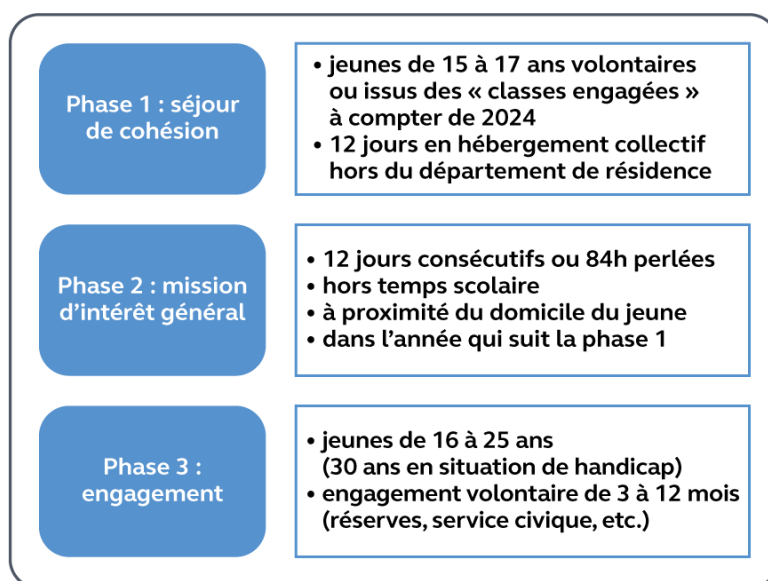 Phase 1 : séjour
de cohésion
• jeunes de 15 à 17 ans volontaires
ou issus des « classes engagées »
à compter de 2024
• 12 jours en hébergement collectif
hors du département de résidence
Phase 2 : mission
d’intérêt général
• 12 jours consécutifs ou 84h perlées
• hors temps scolaire
• à proximité du domicile du jeune
• dans l’année qui suit la phase 1
Phase 3 :
engagement
• jeunes de 16 à 25 ans
(30 ans en situation de handicap)
• engagement volontaire de 3 à 12 mois
(réserves, service civique, etc.)